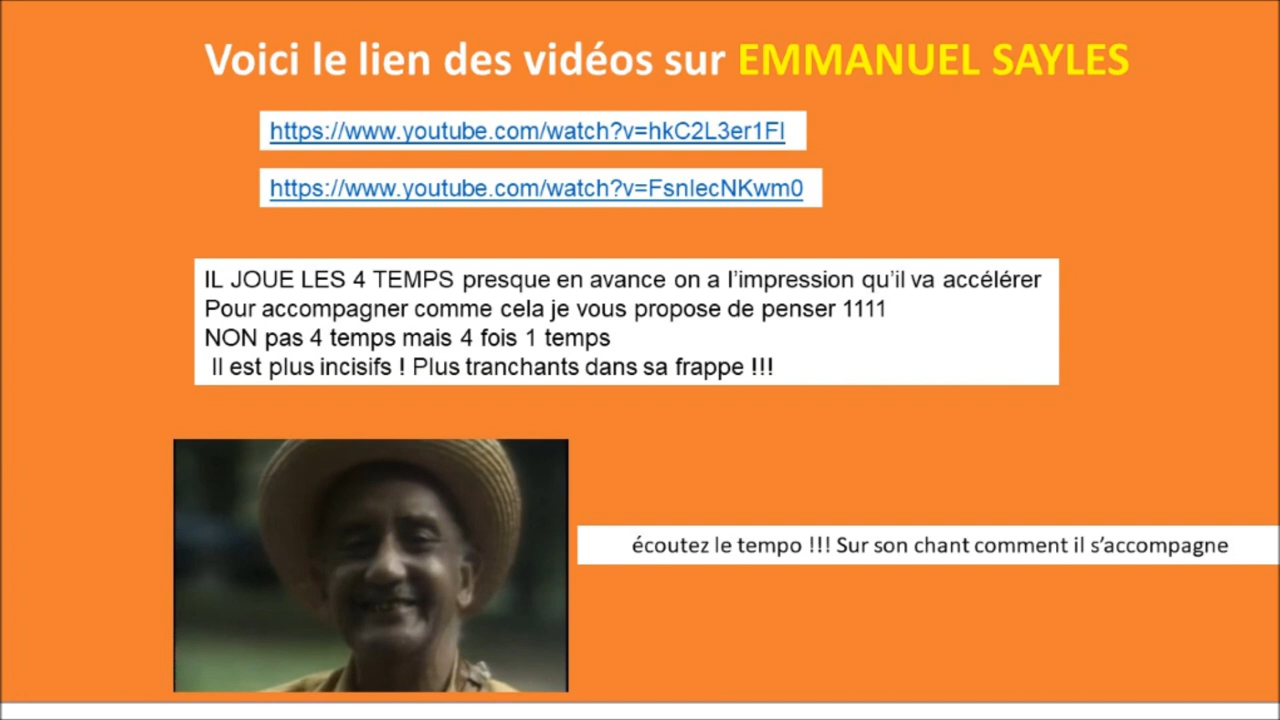 Voici le lien des vidéos sur EMMANUEL SAYLES
https://www.youtube.com/watch?v=hkC2L3er1FI
https://www.youtube.com/watch?v=FsnlecNKwm0
IL JOUE LES 4 TEMPS presque en avance on a l’impression qu’il va accélérer
Pour accompagner comme cela je vous propose de penser 1111
NON pas 4 temps mais 4 fois 1 temps
Il est plus incisifs ! Plus tranchants dans sa frappe !!!
écoutez le tempo !!! Sur son chant comment il s’accompagne